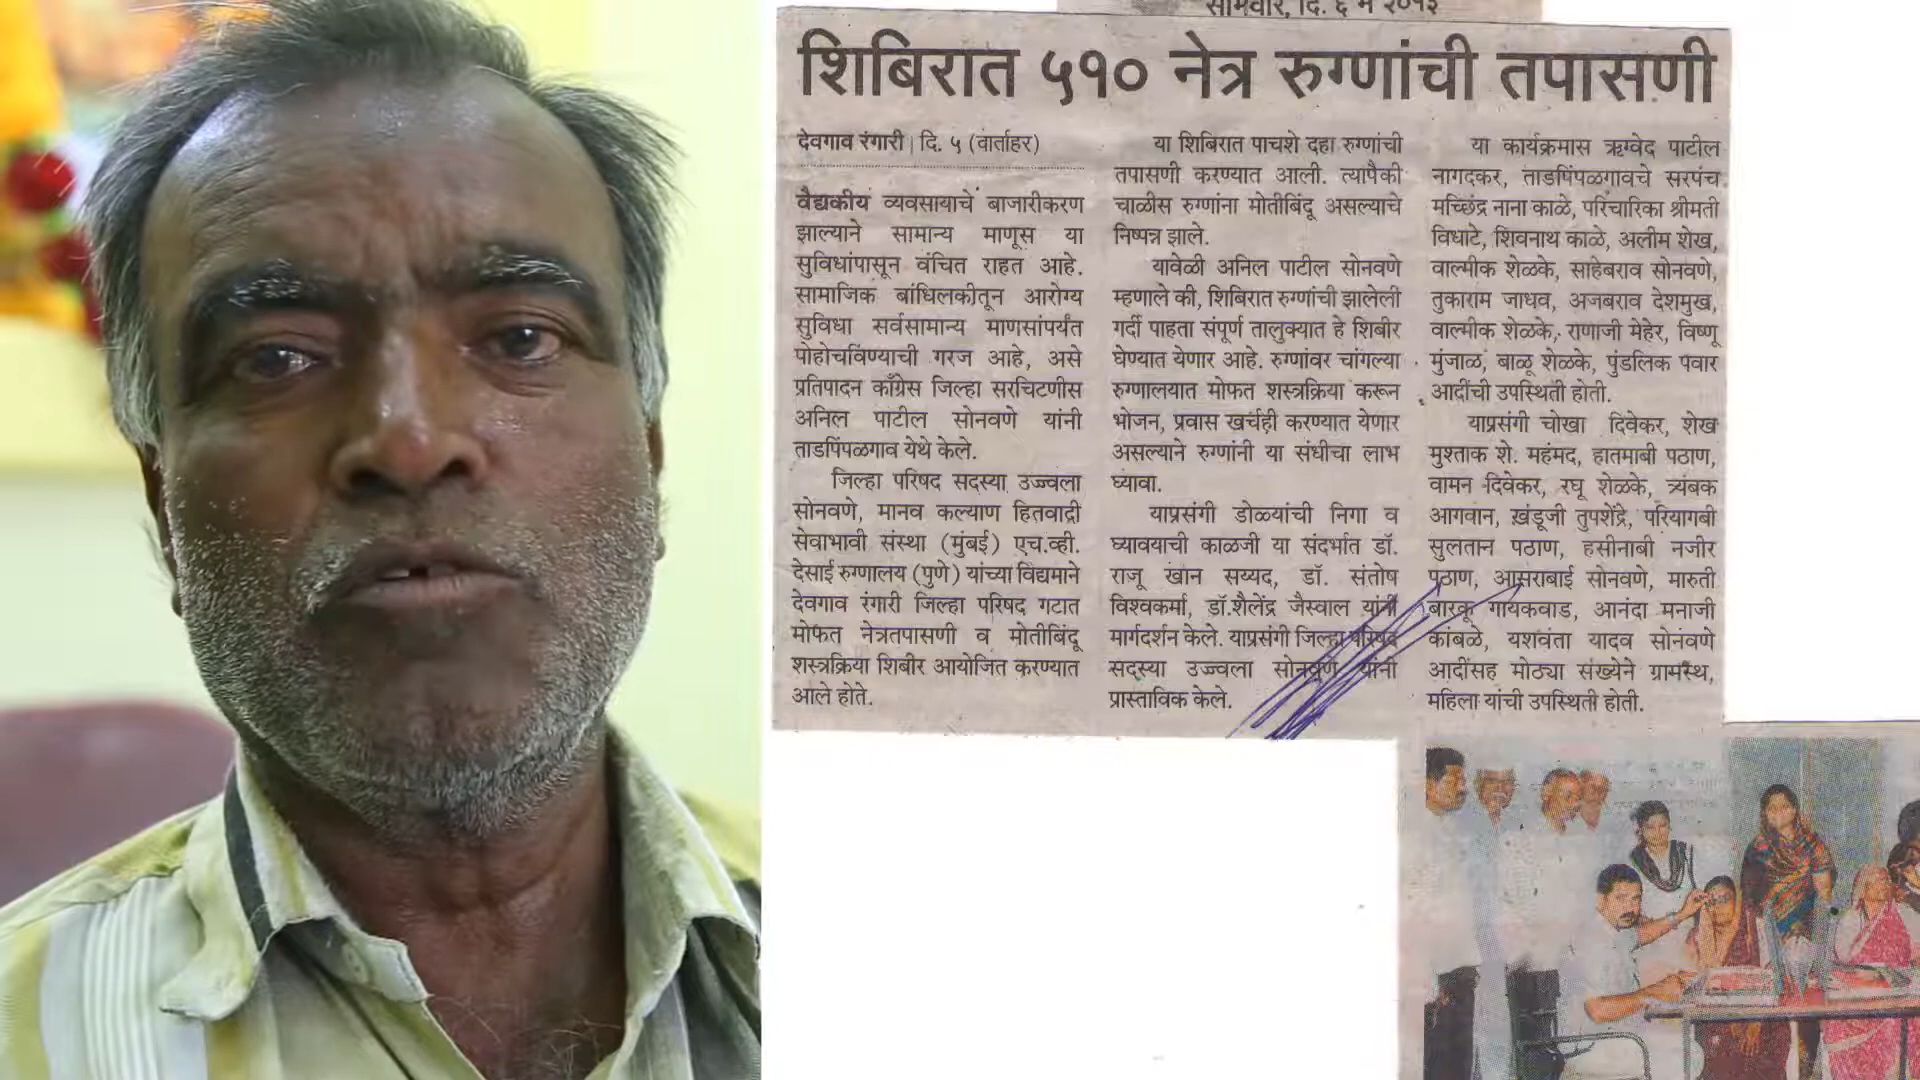 सोमवार, दि. ६ मे २०१३
शिबिरात ५१० नेत्र रुग्णांची तपासणी
देवगाव रंगारी | दि. ५ (वार्ताहर)
वैद्यकीय व्यवसायाचे बाजारीकरण
झाल्याने सामान्य माणूस या
सुविधांपासून वंचित राहत आहे.
सामाजिक बांधिलकीतून आरोग्य
सुविधा सर्वसामान्य माणसांपर्यंत
पोहोचविण्याची गरज आहे, असे
प्रतिपादन काँग्रेस जिल्हा सरचिटणीस
अनिल पाटील सोनवणे यांनी
ताडपिंपळगाव येथे केले.
जिल्हा परिषद सदस्या उज्ज्वला
सोनवणे, मानव कल्याण हितवादी
सेवाभावी संस्था (मुंबई) एच.व्ही.
देसाई रुग्णालय (पुणे) यांच्या विद्यमाने
देवगाव रंगारी जिल्हा परिषद गटात
मोफत नेत्रतपासणी व मोतीबिंदू
शस्त्रक्रिया शिबीर आयोजित करण्यात
आले होते.
या शिबिरात पाचशे दहा रुग्णांची
तपासणी करण्यात आली. त्यापैकी
चाळीस रुग्णांना मोतीबिंदू असल्याचे
निष्पन्न झाले.
यावेळी अनिल पाटील सोनवणे
म्हणाले की, शिबिरात रुग्णांची झालेली
गर्दी पाहता संपूर्ण तालुक्यात हे शिबीर
घेण्यात येणार आहे. रुग्णांवर चांगल्या
रुग्णालयात मोफत शस्त्रक्रिया करून
भोजन, प्रवास खर्चही करण्यात येणार
असल्याने रुग्णांनी या संधीचा लाभ
घ्यावा.
याप्रसंगी डोळ्यांची निगा व
घ्यावयाची काळजी या संदर्भात डॉ.
राजू खान सय्यद, डॉ. संतोष
विश्वकर्मा, डॉ.शैलेंद्र जैस्वाल यांनी
मार्गदर्शन केले. याप्रसंगी जिल्हा परिषद
सदस्या उज्ज्वला सोनवणे यांनी
प्रास्ताविक केले.
या कार्यक्रमास ऋग्वेद पाटील
नागदकर, ताडपिंपळगावचे सरपंच
मच्छिंद्र नाना काळे, परिचारिका श्रीमती
विधाटे, शिवनाथ काळे, अलीम शेख,
वाल्मीक शेळके, साहेबराव सोनवणे,
तुकाराम जाधव, अजबराव देशमुख,
वाल्मीक शेळके, राणाजी मेहेर, विष्णू
मुंजाळ, बाळू शेळके, पुंडलिक पवार
आदींची उपस्थिती होती.
याप्रसंगी चोखा दिवेकर, शेख
मुश्ताक शे. महंमद, हातमाबी पठाण,
वामन दिवेकर, रघू शेळके, त्र्यंबक
आगवान, खंडूजी तुपशेंद्रे, परियागबी
सुलतान पठाण, हसीनाबी नजीर
पठाण, आसराबाई सोनवणे, मारुती
बारकू गायकवाड, आनंदा मनाजी
कांबळे, यशवंता यादव सोनवणे
आदींसह मोठ्या संख्येने ग्रामस्थ,
महिला यांची उपस्थिती होती.